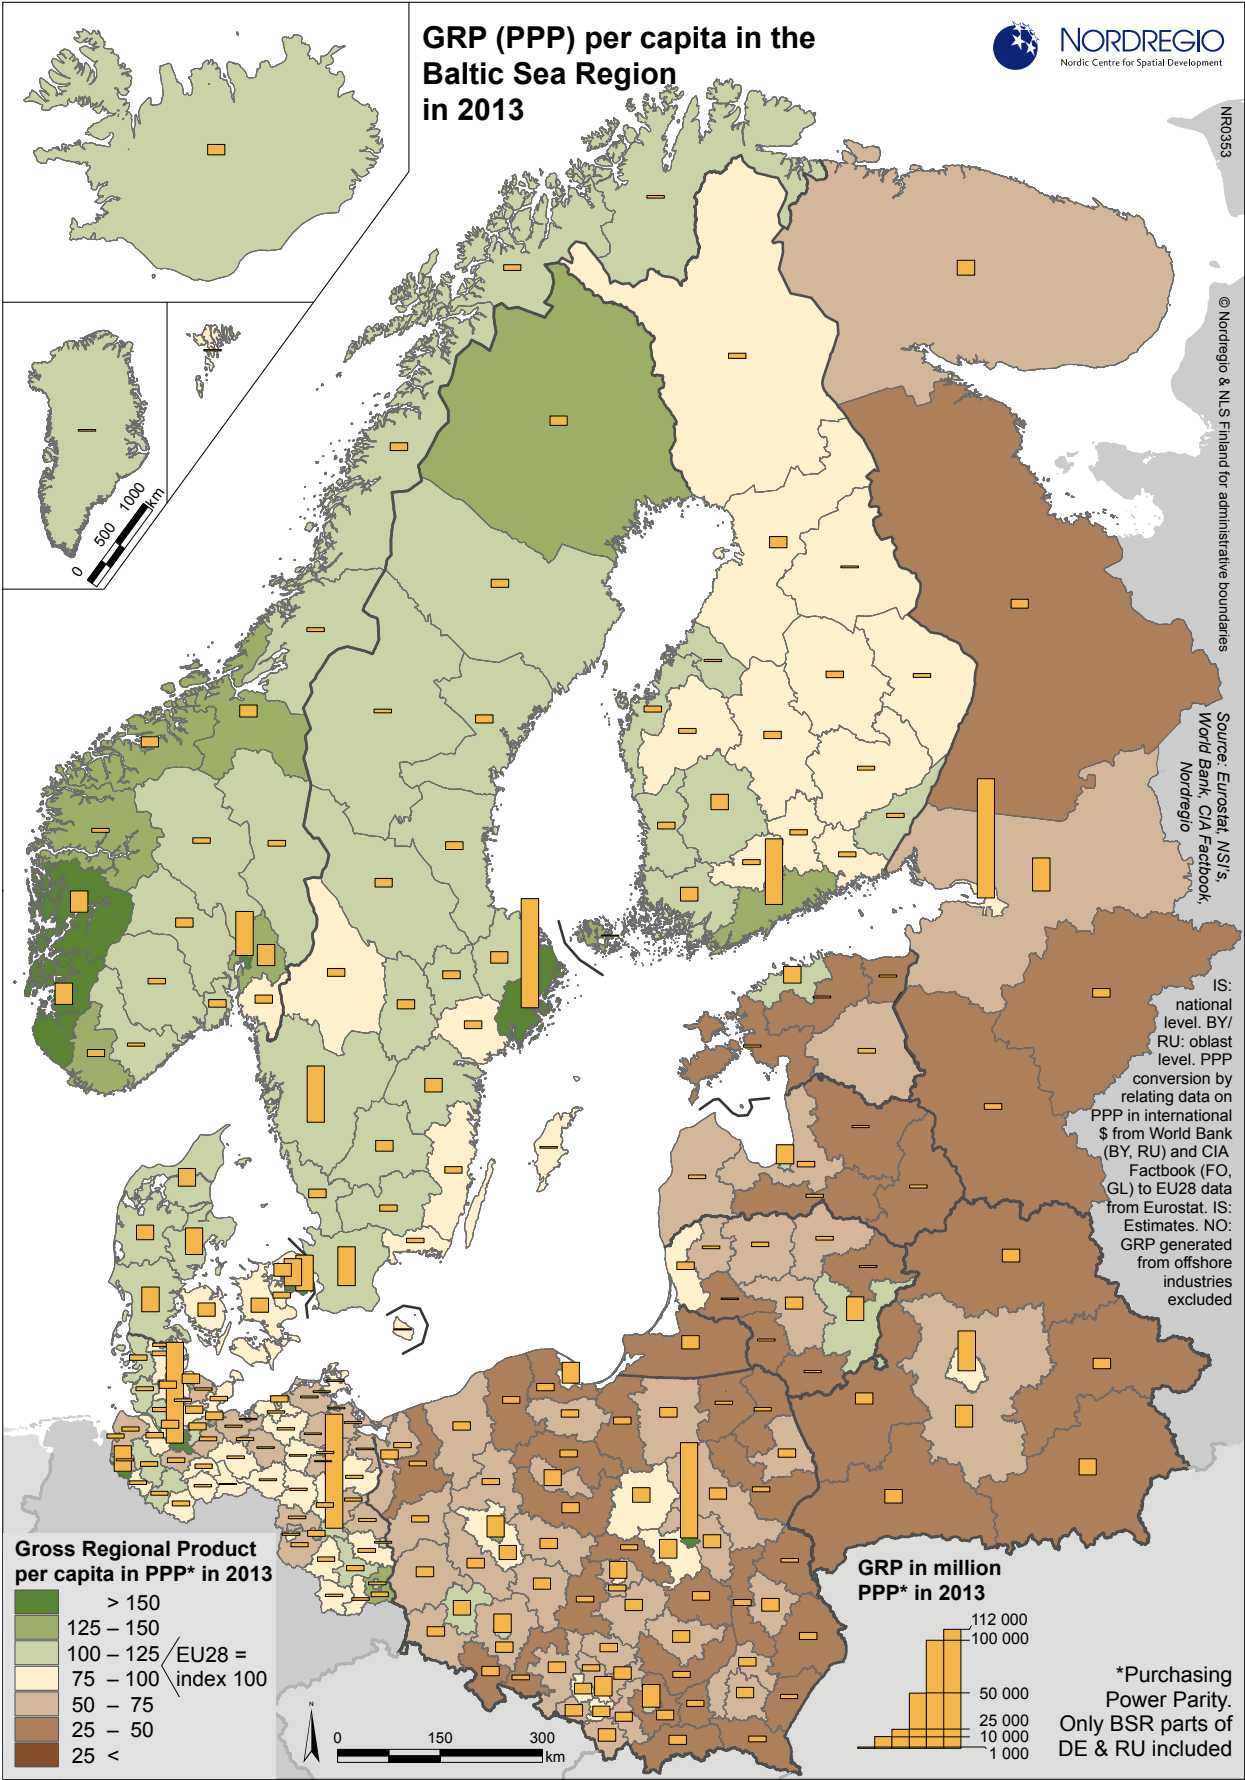 GRP (PPP) per capita in the
Baltic Sea Region
in 2013
NORDREGIO
Nordic Centre for Spatial Development
NR0353
© Nordregio & NLS Finland for administrative boundaries
Source: Eurostat, NSI's,
World Bank, CIA Factbook,
Nordregio
0 500 1000
km
IS:
national
level. BY/
RU: oblast
level. PPP
conversion by
relating data on
PPP in international
$ from World Bank
(BY, RU) and CIA
Factbook (FO,
GL) to EU28 data
from Eurostat. IS:
Estimates. NO:
GRP generated
from offshore
industries
excluded
Gross Regional Product
per capita in PPP* in 2013
> 150
125 – 150
100 – 125
75 – 100
50 – 75
25 – 50
25 <
EU28 =
index 100
N
0 150 300
km
GRP in million
PPP* in 2013
112 000
100 000
50 000
25 000
10 000
1 000
*Purchasing
Power Parity.
Only BSR parts of
DE & RU included